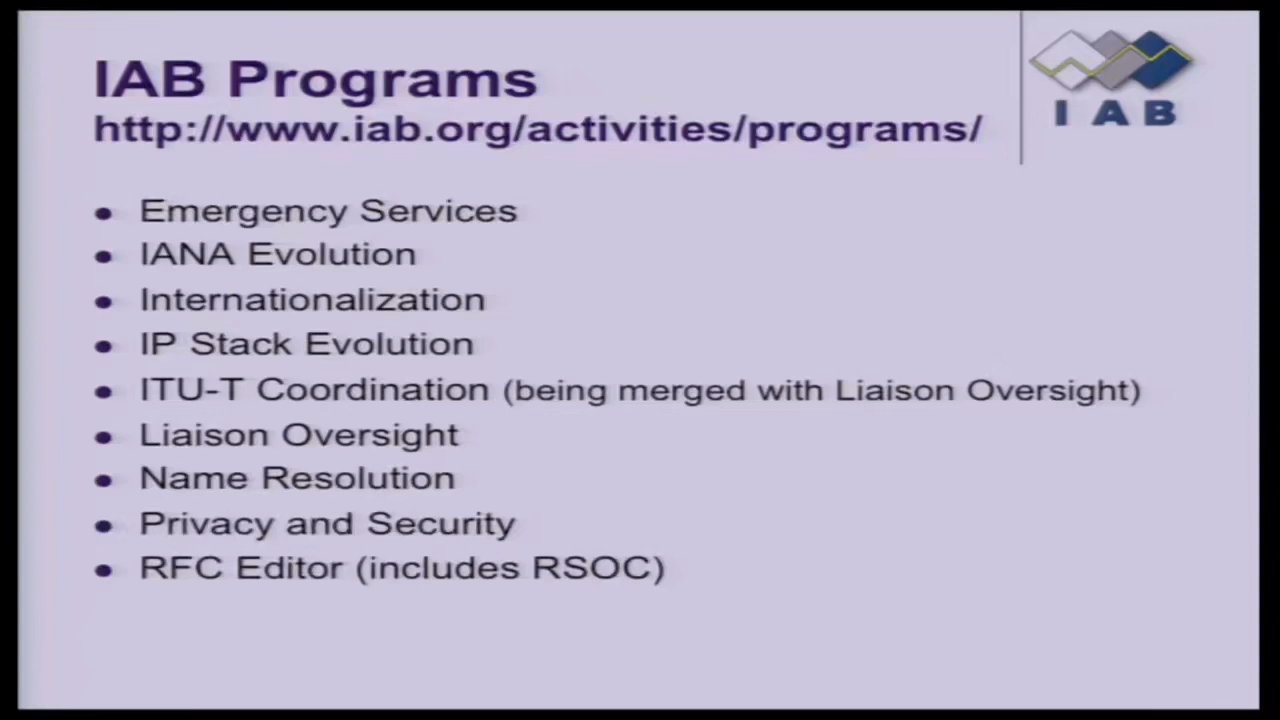 IAB Programs
http://www.iab.org/activities/programs/
IAB
• Emergency Services
• IANA Evolution
• Internationalization
• IP Stack Evolution
• ITU-T Coordination (being merged with Liaison Oversight)
• Liaison Oversight
• Name Resolution
• Privacy and Security
• RFC Editor (includes RSOC)